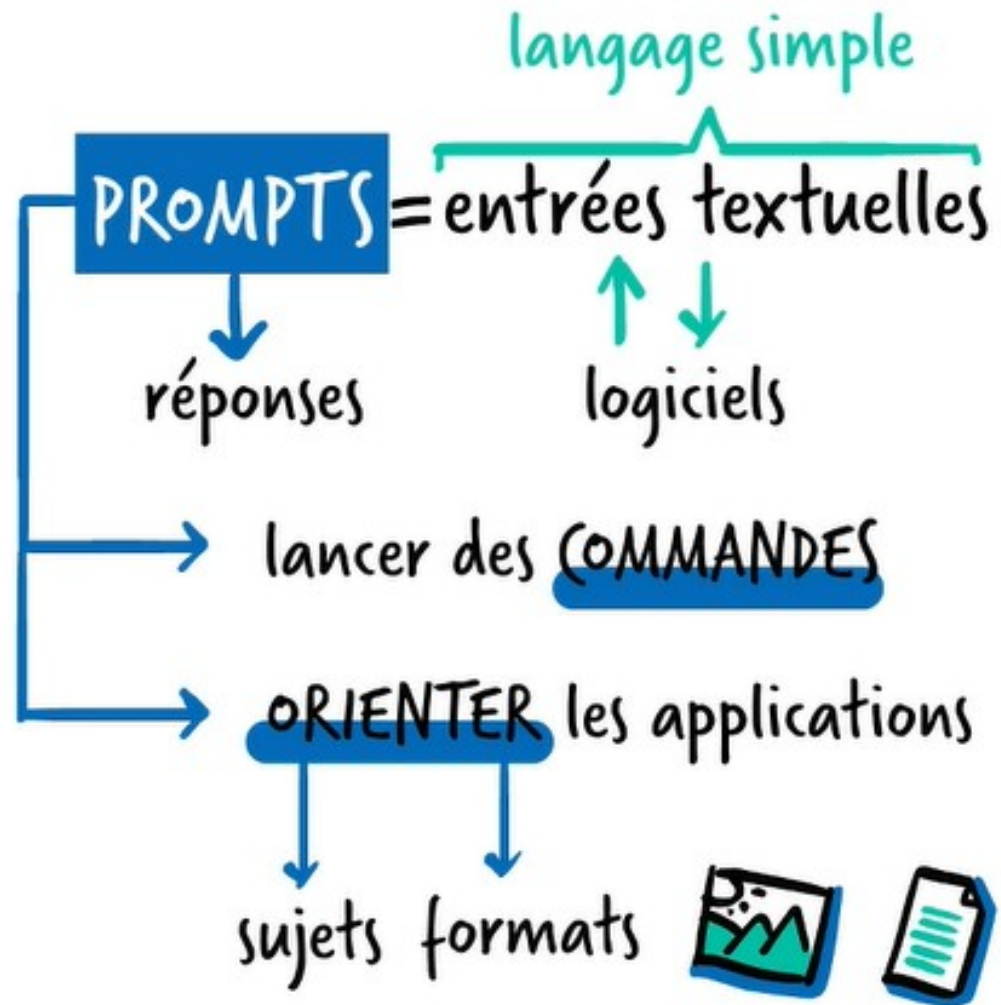 langage simple
PROMPTS = entrées textuelles
réponses logiciels
lancer des COMMANDES
ORIENTER les applications
sujets formats